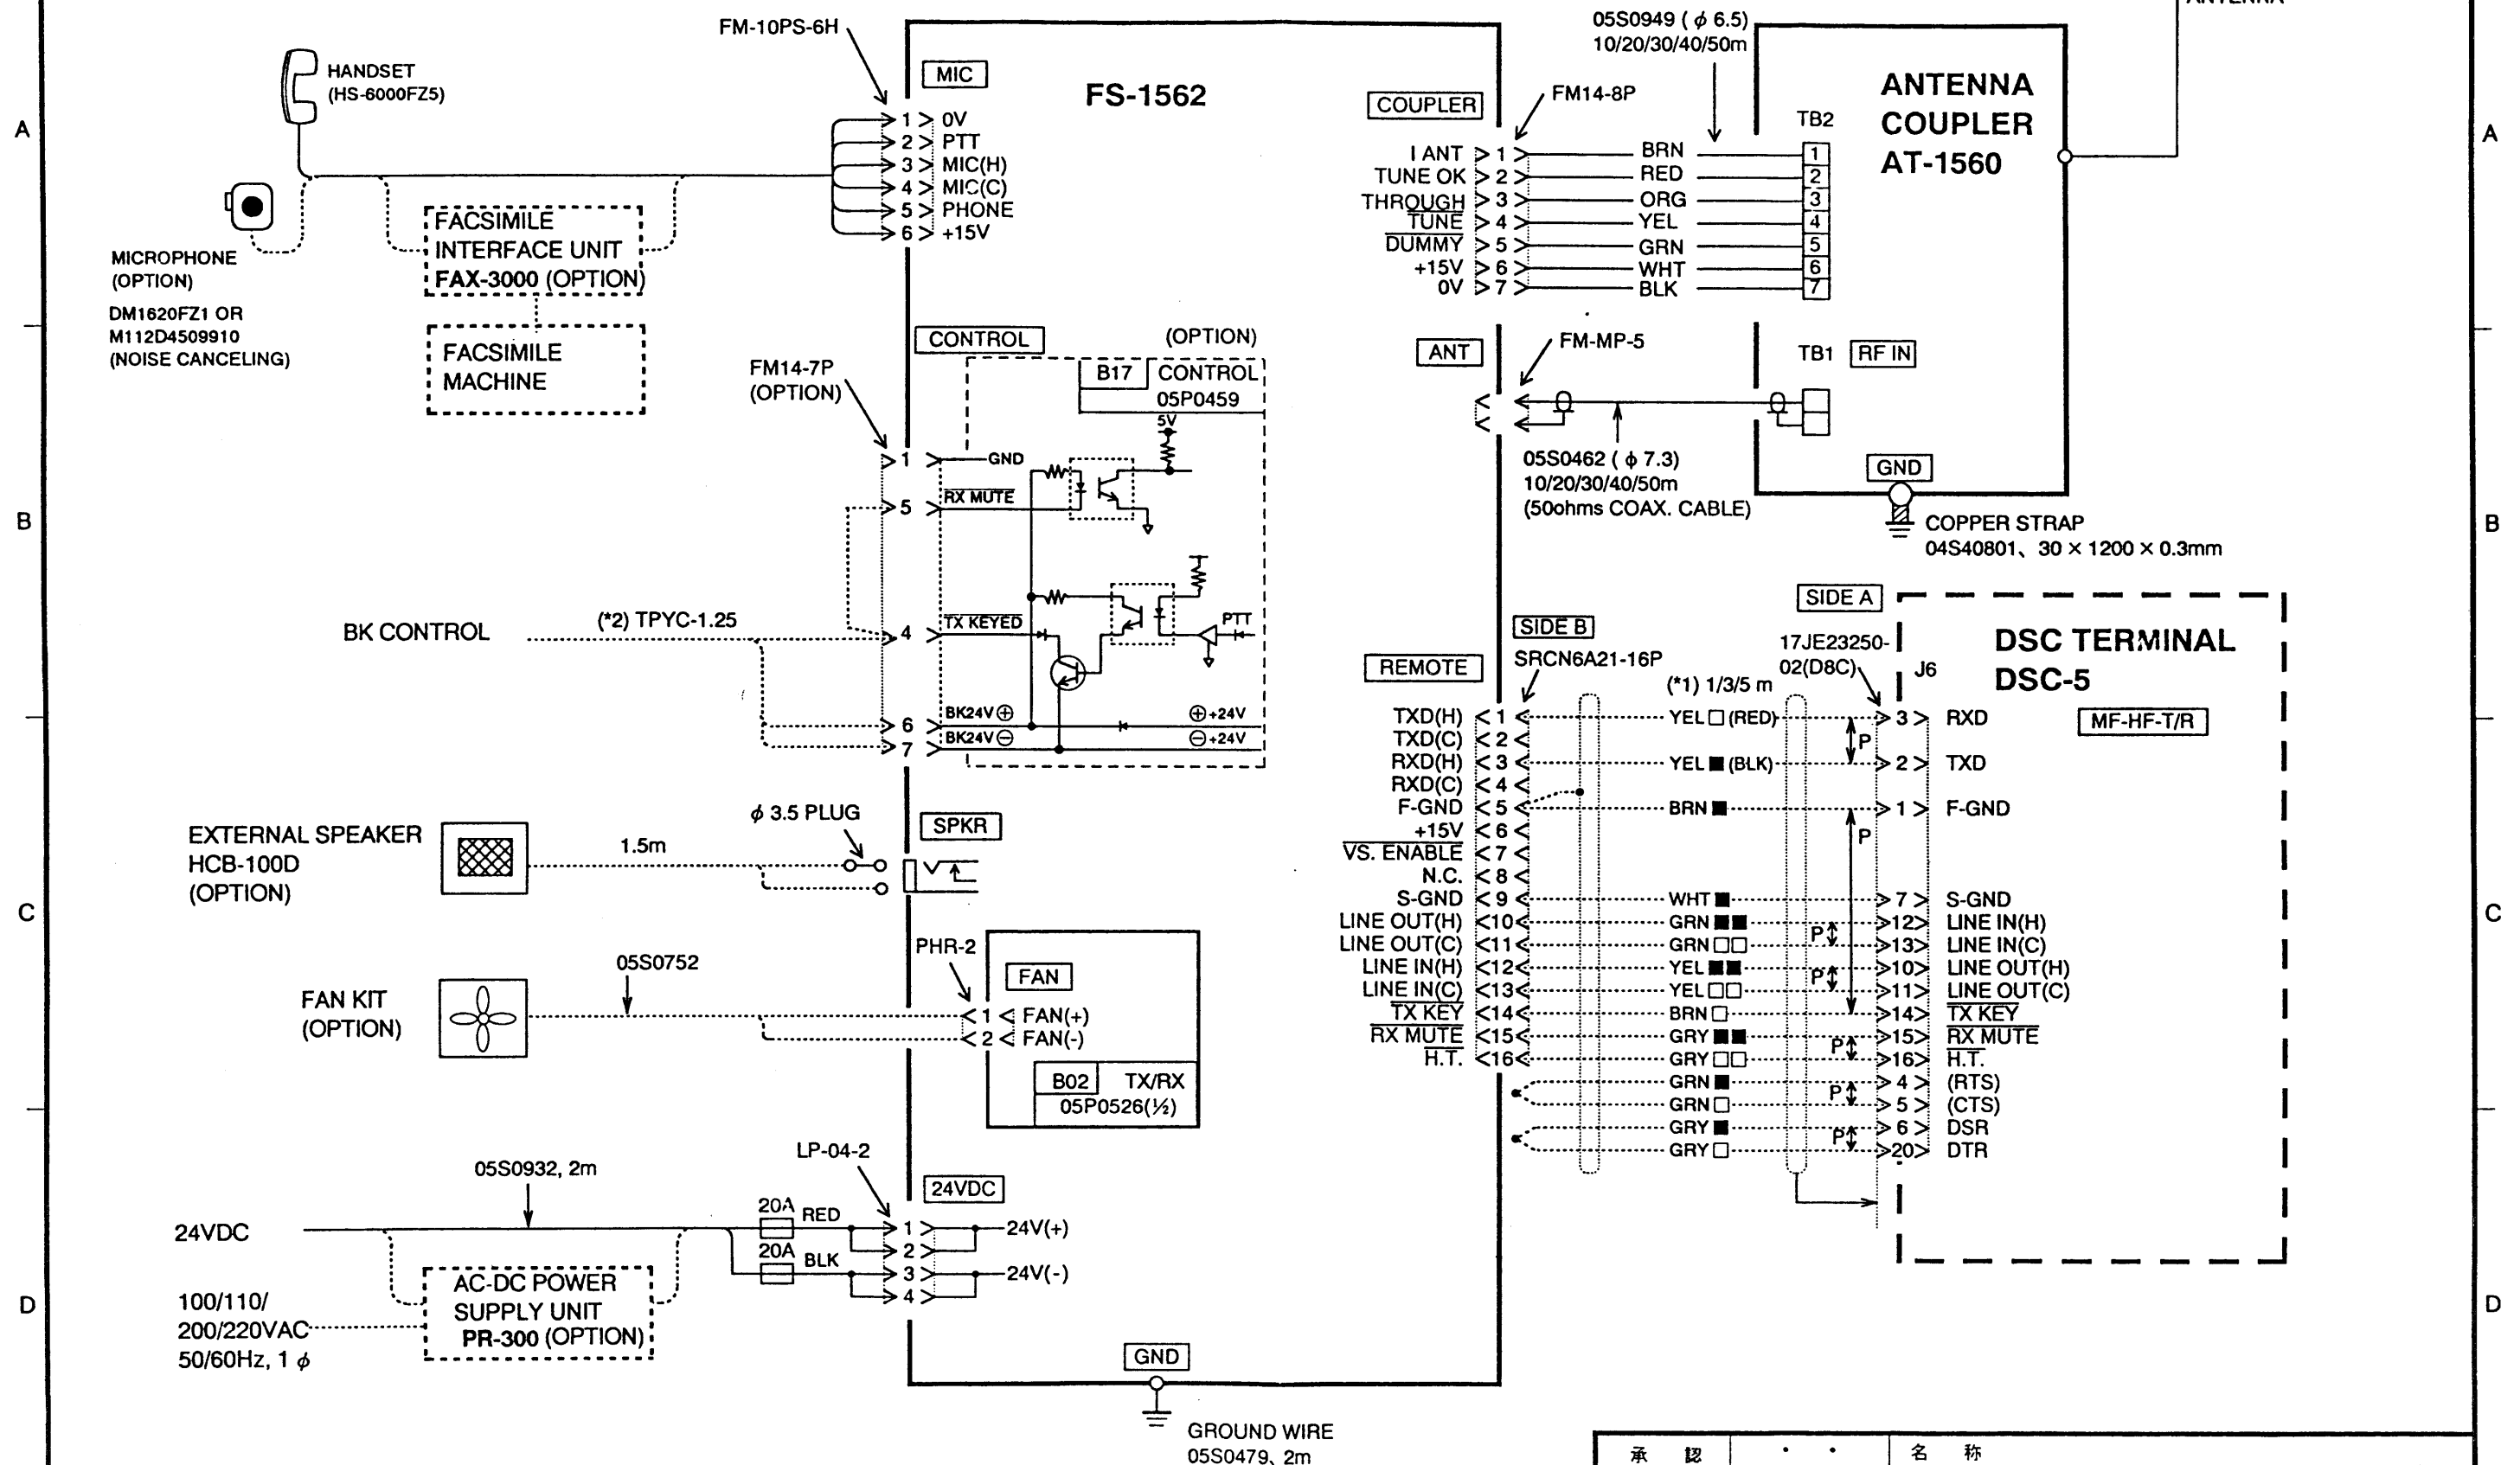 ANTENNA
FM-10PS-6H
HANDSET
(HS-6000FZ5)
MICROPHONE
(OPTION)
DM1620FZ1 OR
M112D4509910
(NOISE CANCELING)
FACSIMILE
INTERFACE UNIT
FAX-3000 (OPTION)
FACSIMILE
MACHINE
MIC
FS-1562
1 0V
2 PTT
3 MIC(H)
4 MIC(C)
5 PHONE
6 +15V
COUPLER
FM14-8P
05S0949 ( φ 6.5)
10/20/30/40/50m
I ANT 1 BRN 1
TUNE OK 2 RED 2
THROUGH 3 ORG 3
TUNE 4 YEL 4
DUMMY 5 GRN 5
+15V 6 WHT 6
0V 7 BLK 7
TB2
ANTENNA
COUPLER
AT-1560
A
A
ANT
FM-MP-5
TB1 RF IN
05S0462 ( φ 7.3)
10/20/30/40/50m
(50ohms COAX. CABLE)
GND
COPPER STRAP
04S40801、30 × 1200 × 0.3mm
FM14-7P
(OPTION)
CONTROL
(OPTION)
B17 CONTROL
05P0459
5V
1 GND
5 RX MUTE
4 TX KEYED
PTT
6 BK24V⊕ ⊕+24V
7 BK24V⊖ ⊖+24V
BK CONTROL
(*2) TPYC-1.25
B
B
SIDE B
SRCN6A21-16P
REMOTE
SIDE A
17JE23250-
02(D8C)
J6
(*1) 1/3/5 m
DSC TERMINAL
DSC-5
MF-HF-T/R
TXD(H) 1 YEL □ (RED) 3 RXD
TXD(C) 2
P
RXD(H) 3 YEL ■ (BLK) 2 TXD
RXD(C) 4
F-GND 5 BRN ■ 1 F-GND
+15V 6
P
VS. ENABLE 7
N.C. 8
S-GND 9 WHT ■ 7 S-GND
LINE OUT(H) 10 GRN ■■ 12 LINE IN(H)
P
LINE OUT(C) 11 GRN □□ 13 LINE IN(C)
LINE IN(H) 12 YEL ■■ 10 LINE OUT(H)
P
LINE IN(C) 13 YEL □□ 11 LINE OUT(C)
TX KEY 14 BRN □ 14 TX KEY
RX MUTE 15 GRY ■■ 15 RX MUTE
P
H.T. 16 GRY □□ 16 H.T.
GRN ■ 4 (RTS)
P
GRN □ 5 (CTS)
GRY ■ 6 DSR
P
GRY □ 20 DTR
EXTERNAL SPEAKER
HCB-100D
(OPTION)
1.5m
φ 3.5 PLUG
SPKR
C
C
FAN KIT
(OPTION)
05S0752
PHR-2
FAN
1 FAN(+)
2 FAN(-)
B02 TX/RX
05P0526(½)
24VDC
05S0932, 2m
LP-04-2
24VDC
20A RED
20A BLK
1 24V(+)
2
3 24V(-)
4
100/110/
200/220VAC
50/60Hz, 1 φ
AC-DC POWER
SUPPLY UNIT
PR-300 (OPTION)
D
D
GND
GROUND WIRE
05S0479、2m
承 認 ・ ・ 名 称